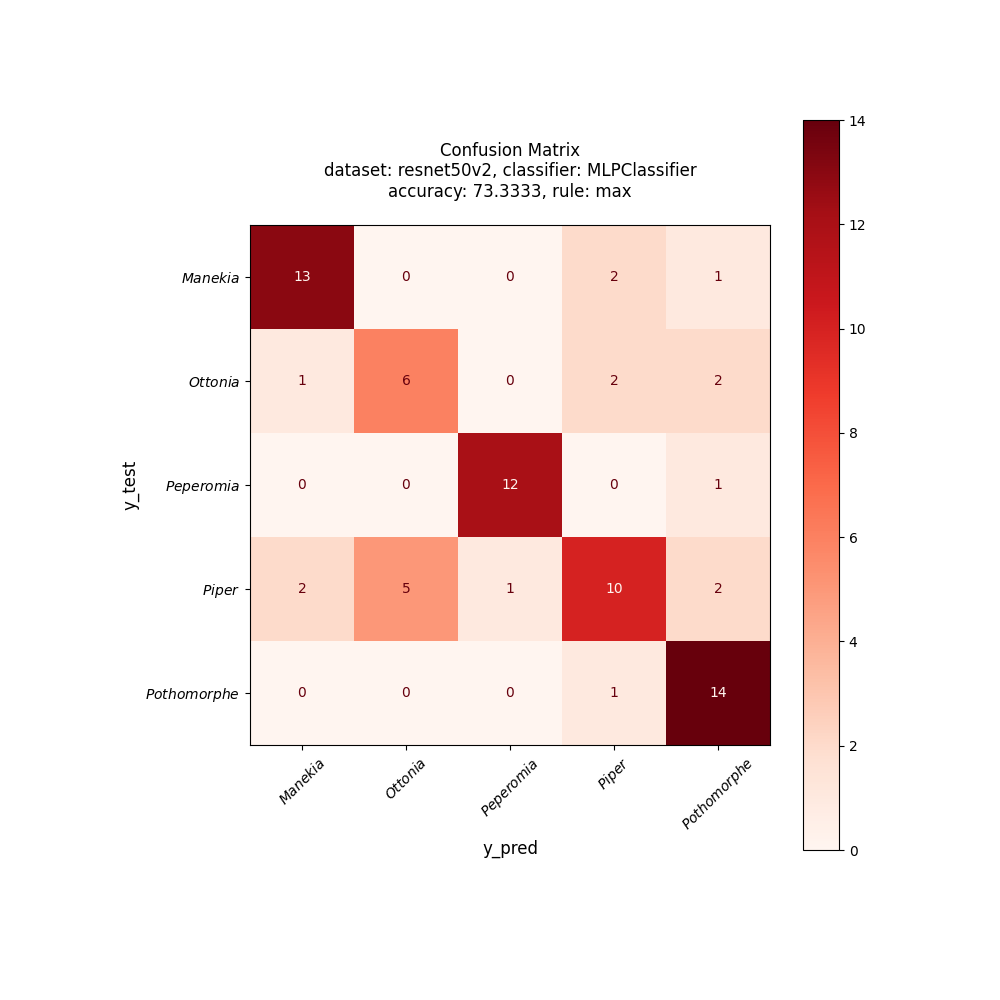 Confusion Matrix
dataset: resnet50v2, classifier: MLPClassifier
accuracy: 73.3333, rule: max
y_test
Manekia 13 0 0 2 1
Ottonia 1 6 0 2 2
Peperomia 0 0 12 0 1
Piper 2 5 1 10 2
Pothomorphe 0 0 0 1 14
Manekia Ottonia Peperomia Piper Pothomorphe
y_pred
14
12
10
8
6
4
2
0